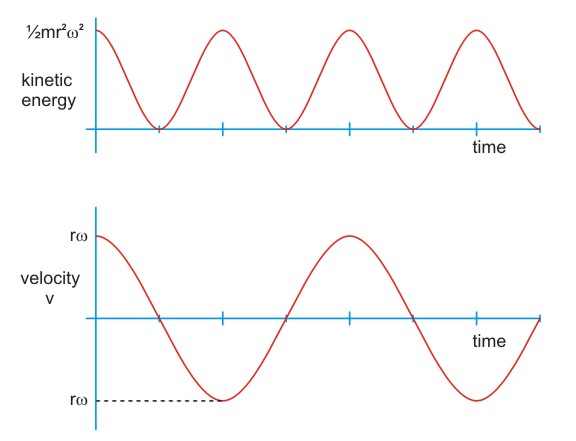 ½mr²ω²
kinetic
energy
time
rω
velocity
v
time
rω